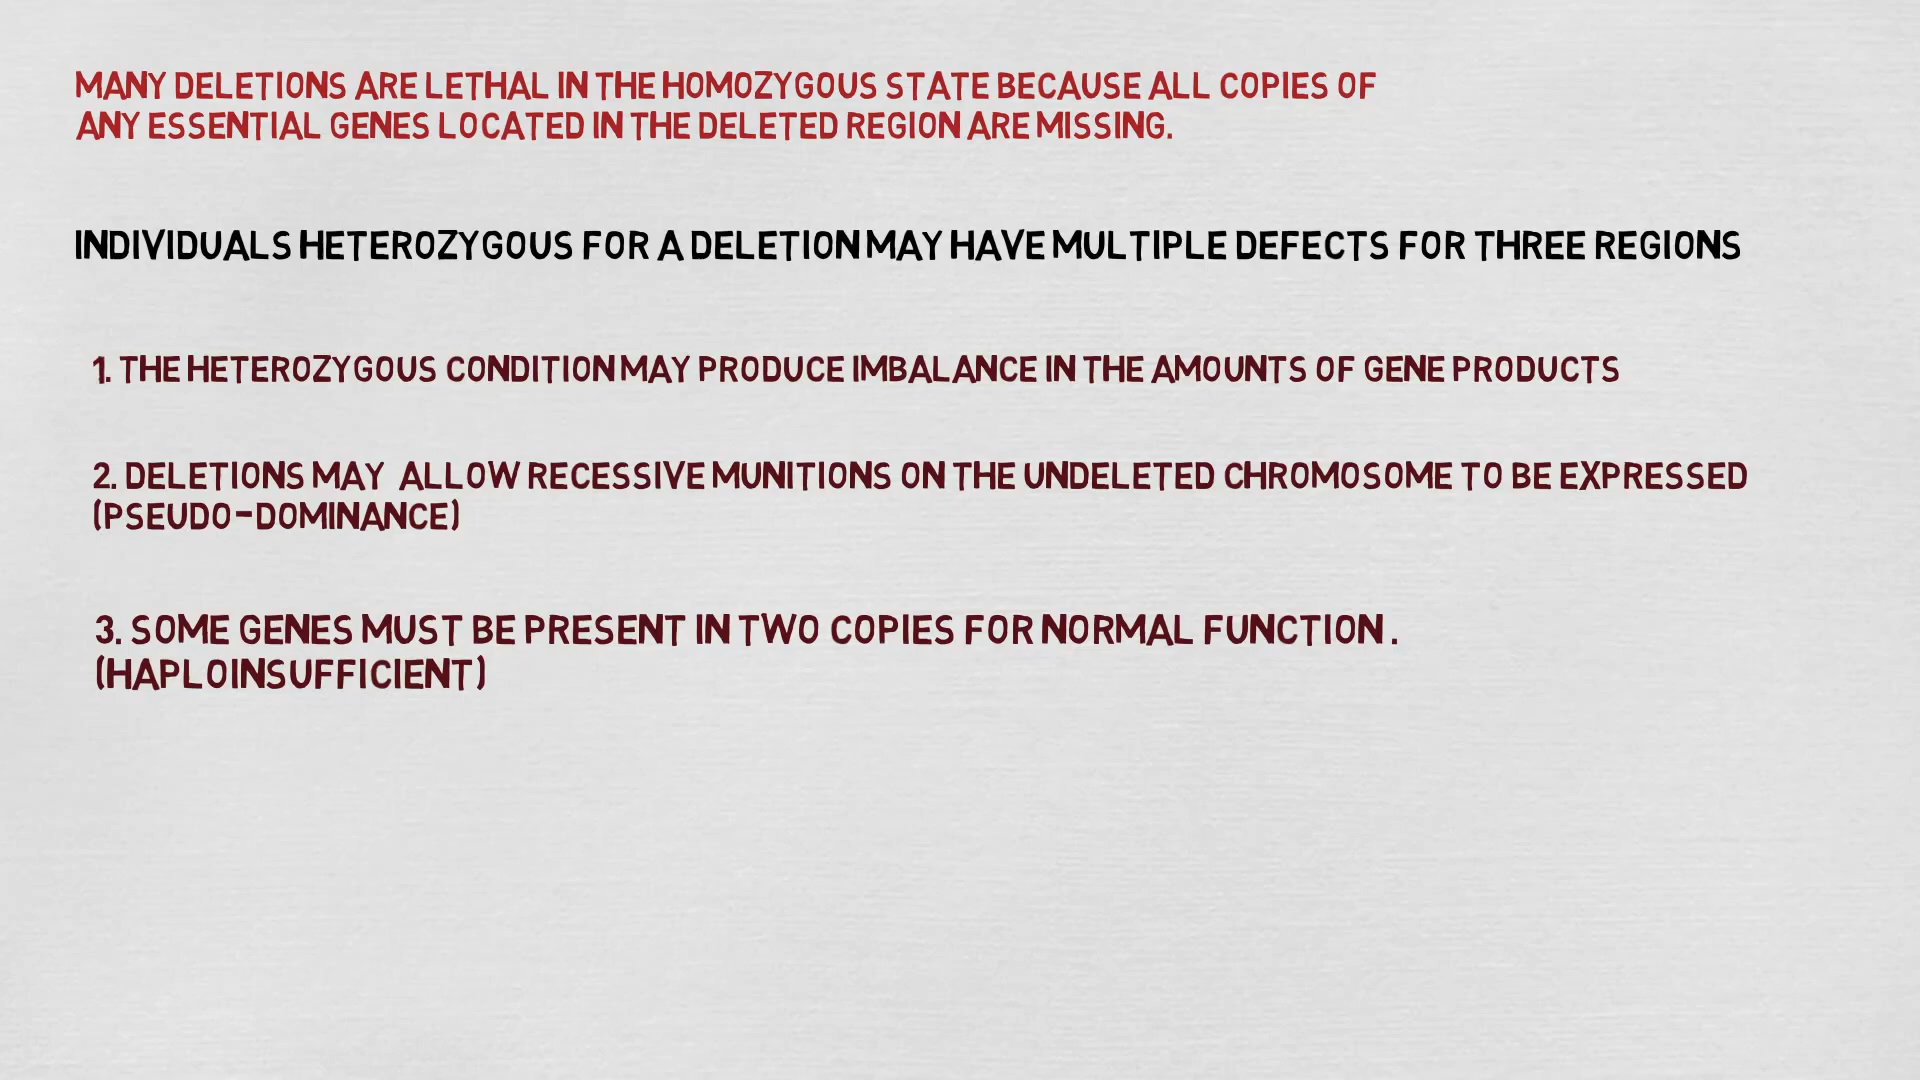 MANY DELETIONS ARE LETHAL IN THE HOMOZYGOUS STATE BECAUSE ALL COPIES OF
ANY ESSENTIAL GENES LOCATED IN THE DELETED REGION ARE MISSING.
INDIVIDUALS HETEROZYGOUS FOR A DELETION MAY HAVE MULTIPLE DEFECTS FOR THREE REGIONS
1. THE HETEROZYGOUS CONDITION MAY PRODUCE IMBALANCE IN THE AMOUNTS OF GENE PRODUCTS
2. DELETIONS MAY ALLOW RECESSIVE MUNITIONS ON THE UNDELETED CHROMOSOME TO BE EXPRESSED
(PSEUDO-DOMINANCE)
3. SOME GENES MUST BE PRESENT IN TWO COPIES FOR NORMAL FUNCTION.
(HAPLOINSUFFICIENT)